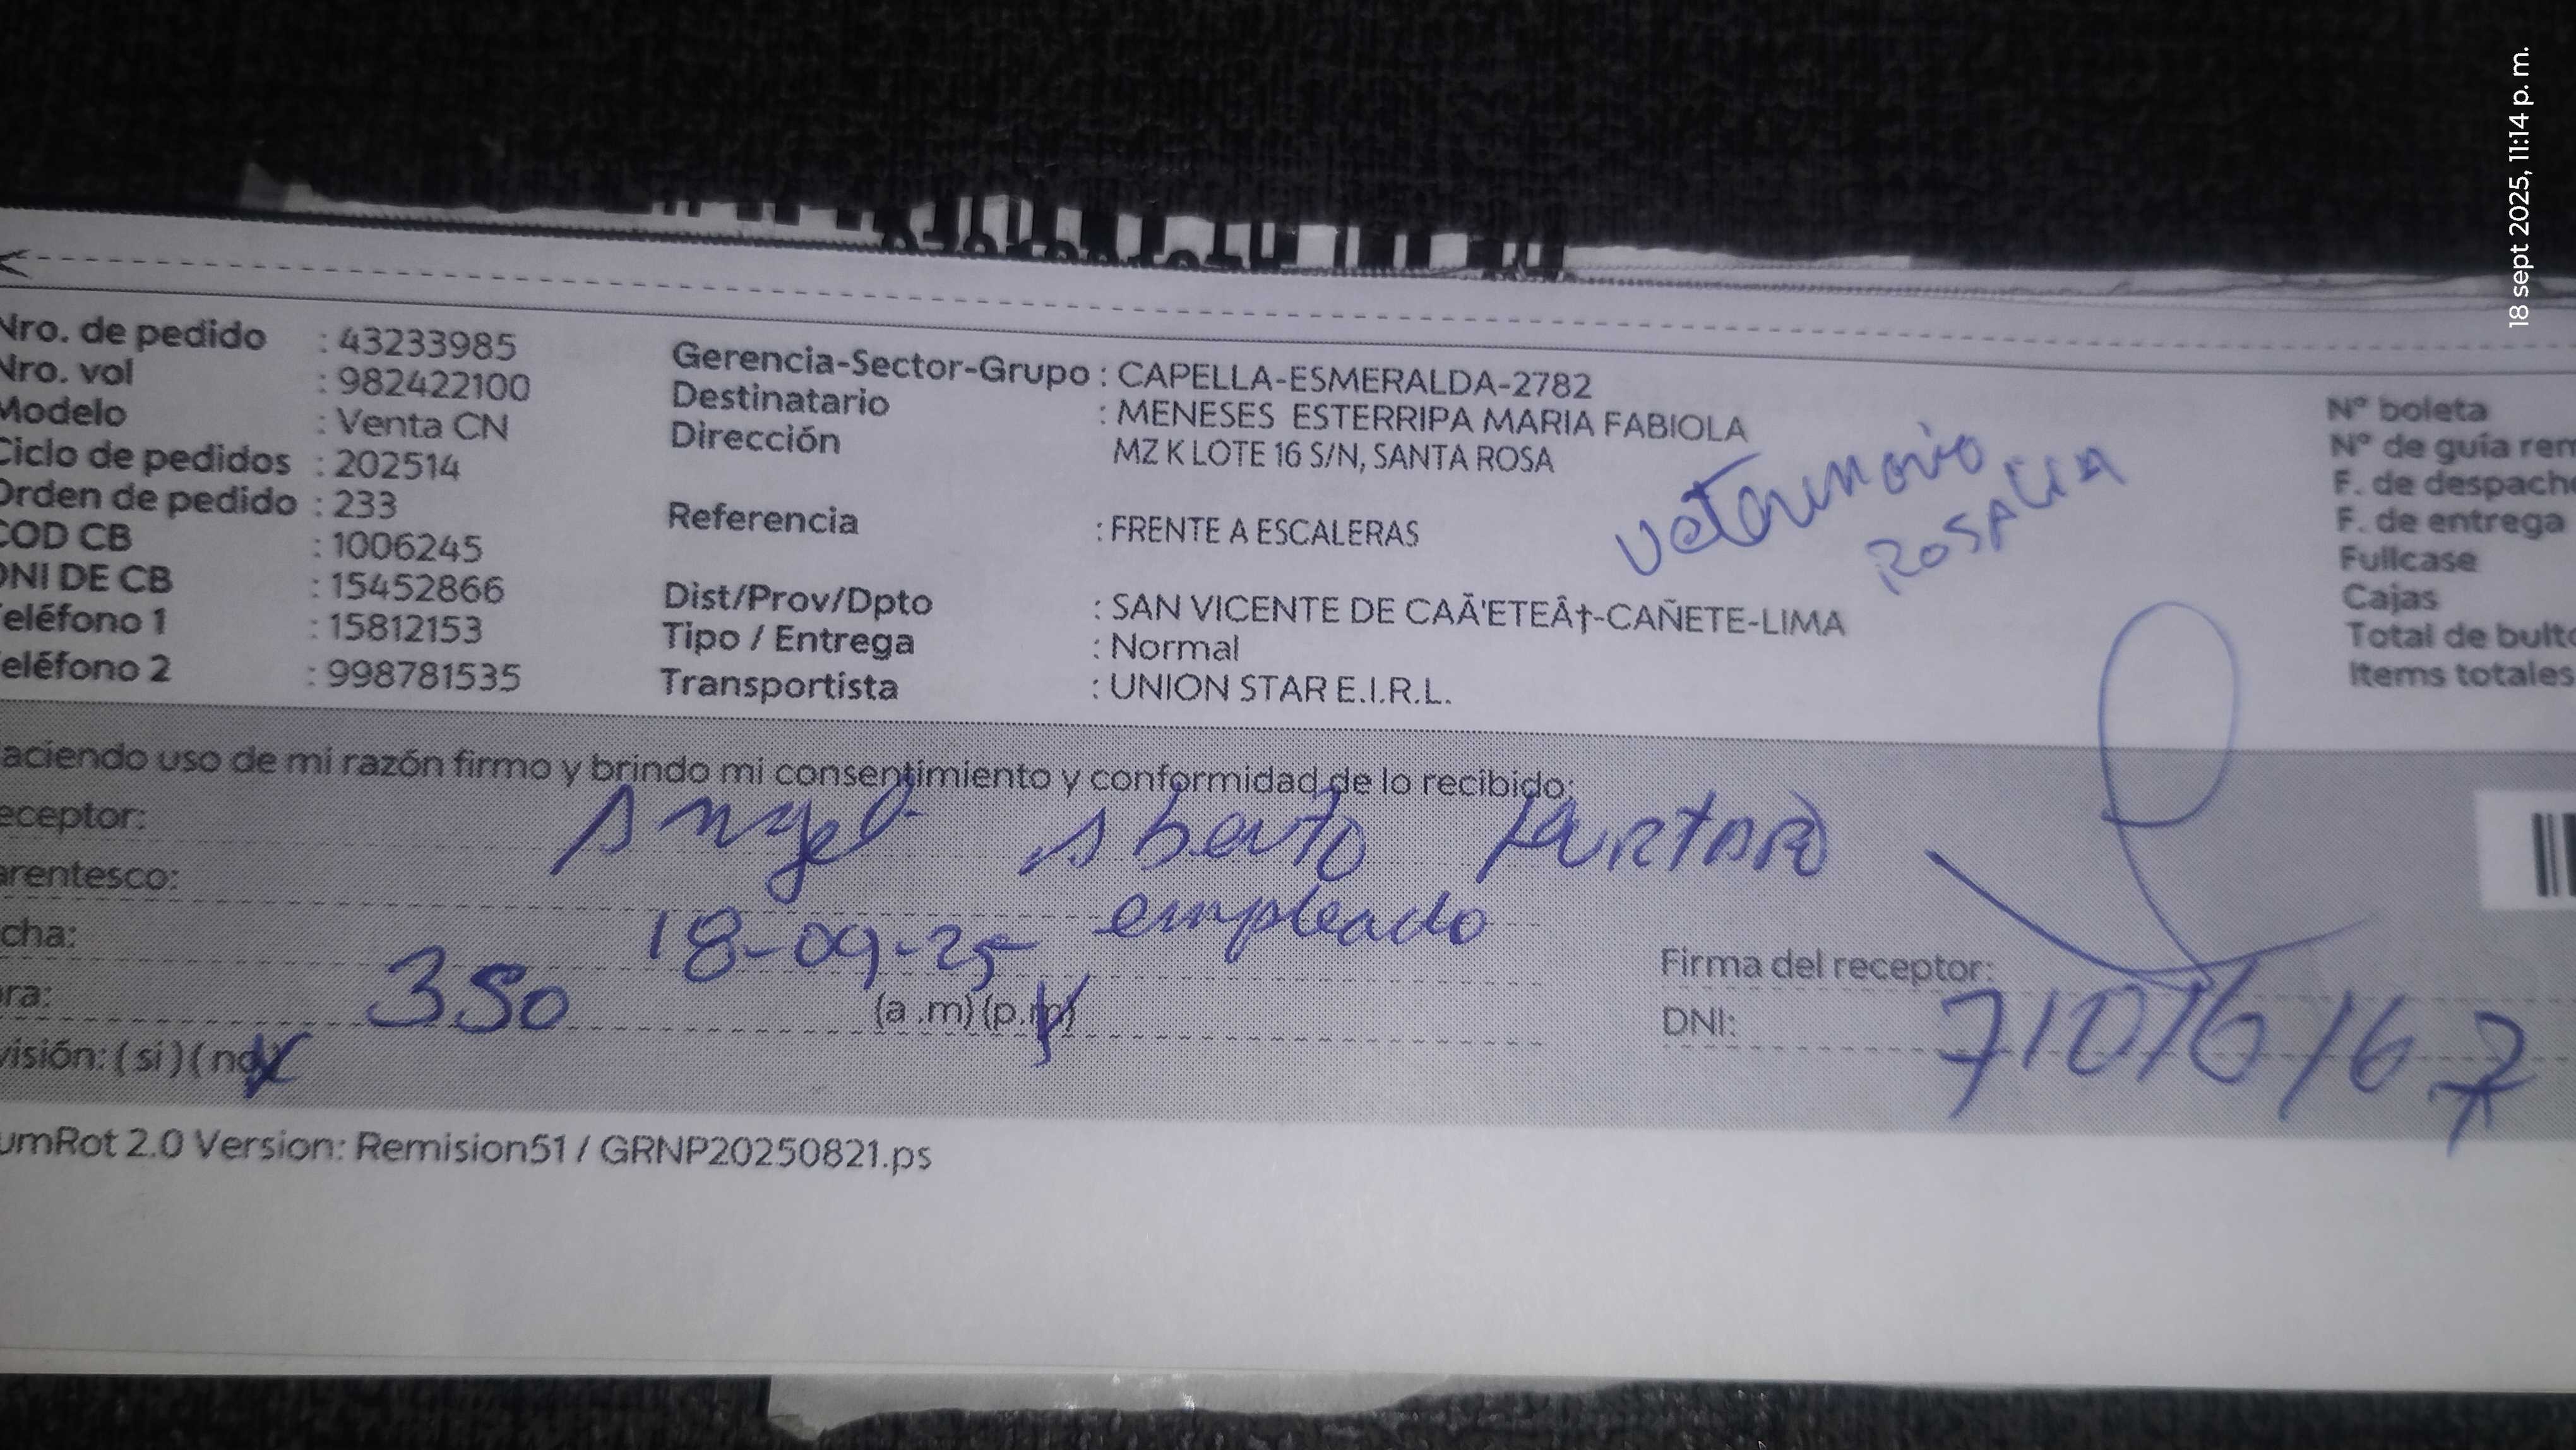 18 sept 2025, 11:14 p. m.
Nro. de pedido : 43233985
Nro. vol : 982422100
Modelo : Venta CN
Ciclo de pedidos : 202514
Orden de pedido : 233
COD CB : 1006245
DNI DE CB : 15452866
eléfono 1 : 15812153
eléfono 2 : 998781535
Gerencia-Sector-Grupo : CAPELLA-ESMERALDA-2782
Destinatario : MENESES ESTERRIPA MARIA FABIOLA
Dirección MZ K LOTE 16 S/N, SANTA ROSA
Referencia : FRENTE A ESCALERAS
Dist/Prov/Dpto : SAN VICENTE DE CAÃ'ETEÂ†-CAÑETE-LIMA
Tipo / Entrega : Normal
Transportista : UNION STAR E.I.R.L.
veterinario
ROSALIA
Nº boleta
Nº de guía rem
F. de despacho
F. de entrega
Fullcase
Cajas
Total de bulto
Items totales
aciendo uso de mi razón firmo y brindo mi consentimiento y conformidad de lo recibido:
eceptor: Angel
arentesco: empleado
cha: 18-09-25
ra: 350 (a .m) (p.m)
visión: ( si ) ( no )
Firma del receptor:
DNI:
umRot 2.0 Version: Remision51 / GRNP20250821.ps